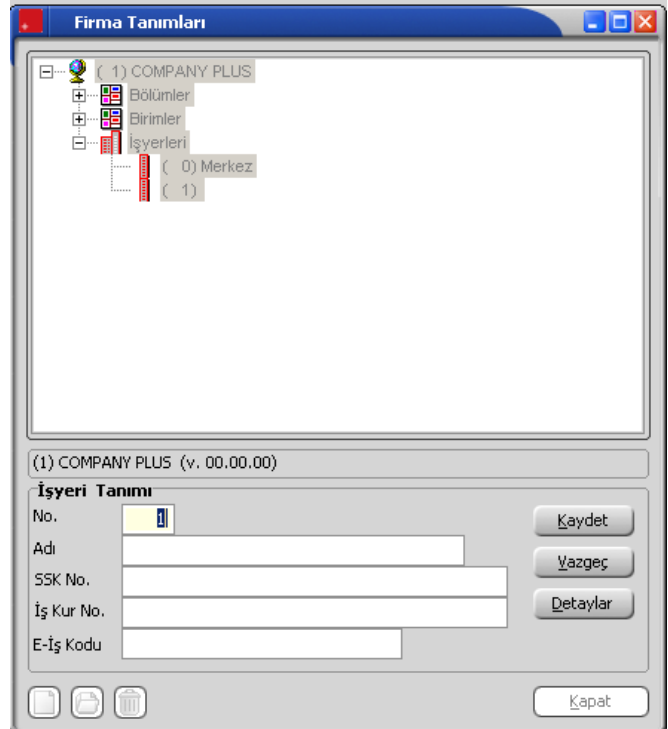 Firma Tanımları
( 1) COMPANY PLUS
Bölümler
Birimler
İşyerleri
( 0) Merkez
( 1)
(1) COMPANY PLUS (v. 00.00.00)
İşyeri Tanımı
No. 1
Kaydet
Adı
Vazgeç
SSK No.
Detaylar
İş Kur No.
E-İş Kodu
Kapat